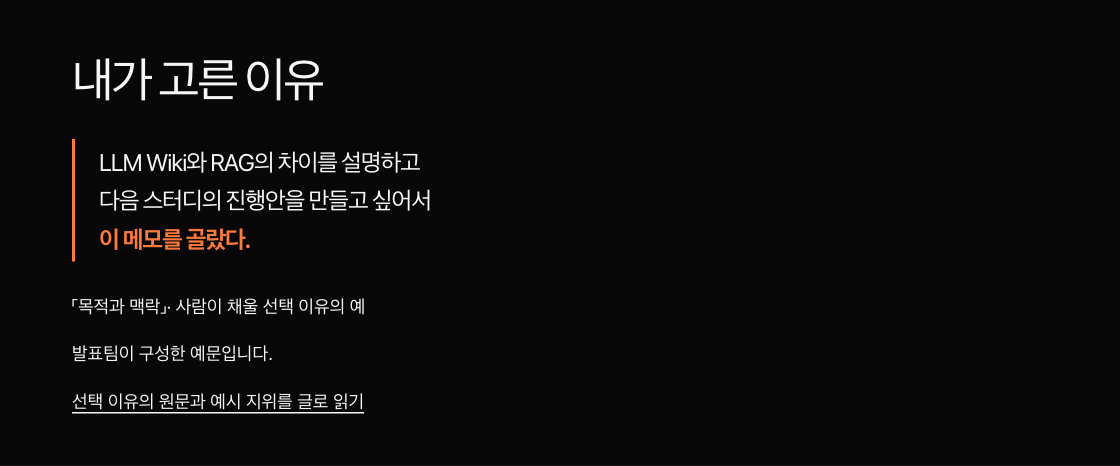 내가 고른 이유
LLM Wiki와 RAG의 차이를 설명하고
다음 스터디의 진행안을 만들고 싶어서
이 메모를 골랐다.
「목적과 맥락」· 사람이 채울 선택 이유의 예
발표팀이 구성한 예문입니다.
선택 이유의 원문과 예시 지위를 글로 읽기